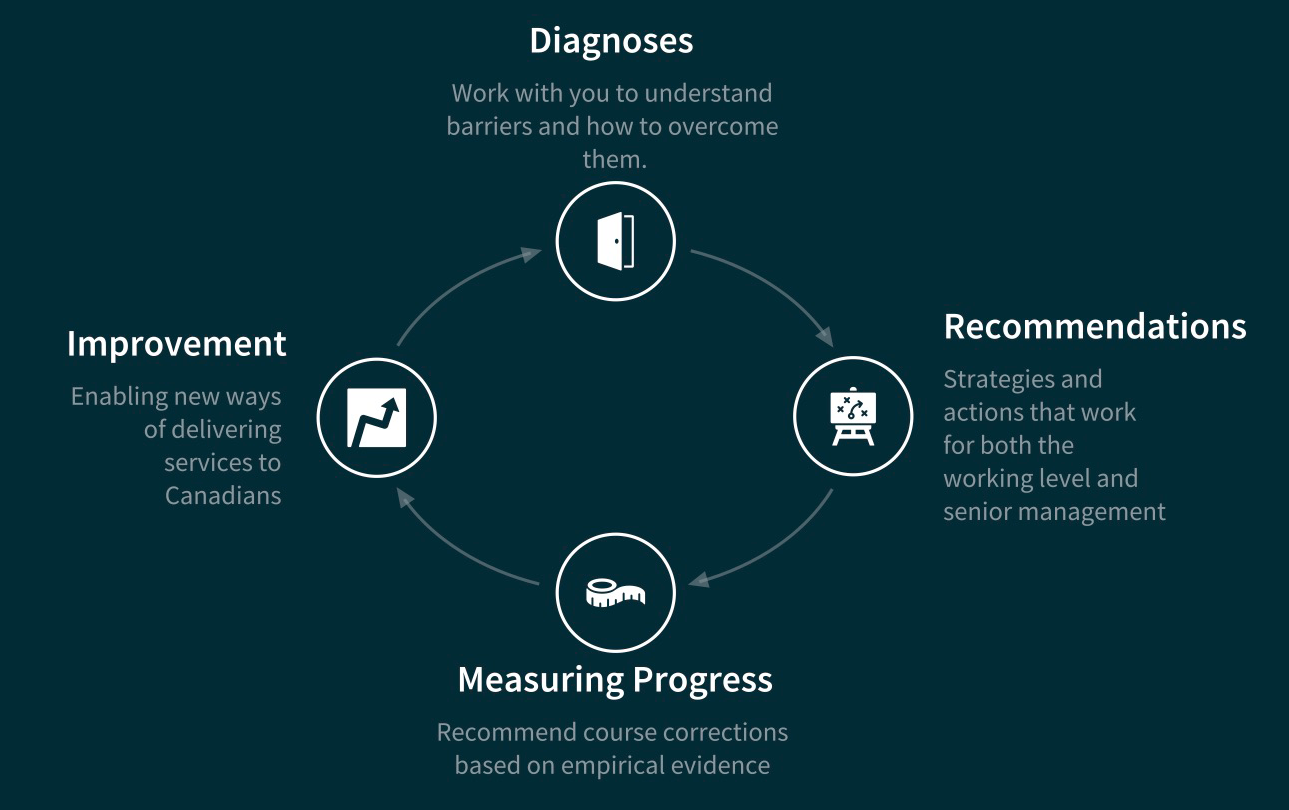 Diagnoses
Work with you to understand
barriers and how to overcome
them.
Improvement
Enabling new ways
of delivering
services to
Canadians
Recommendations
Strategies and
actions that work
for both the
working level and
senior management
Measuring Progress
Recommend course corrections
based on empirical evidence